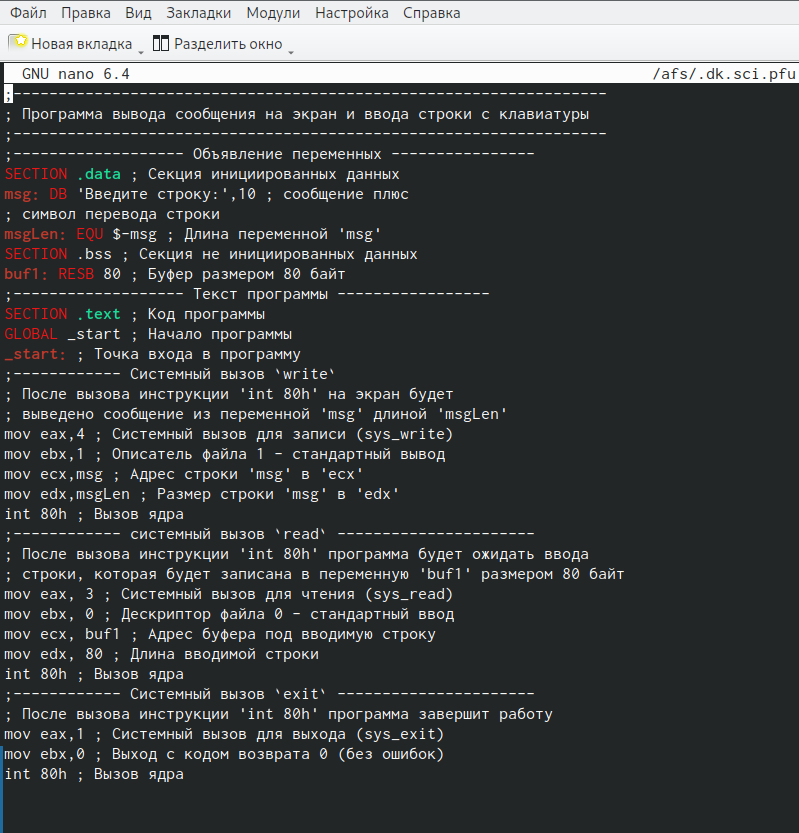 Файл Правка Вид Закладки Модули Настройка Справка
Новая вкладка Разделить окно
GNU nano 6.4 /afs/.dk.sci.pfu
;------------------------------------------------------------------
; Программа вывода сообщения на экран и ввода строки с клавиатуры
;------------------------------------------------------------------
;------------------- Объявление переменных ----------------
SECTION .data ; Секция инициированных данных
msg: DB 'Введите строку:',10 ; сообщение плюс
; символ перевода строки
msgLen: EQU $-msg ; Длина переменной 'msg'
SECTION .bss ; Секция не инициированных данных
buf1: RESB 80 ; Буфер размером 80 байт
;------------------- Текст программы -----------------
SECTION .text ; Код программы
GLOBAL _start ; Начало программы
_start: ; Точка входа в программу
;------------ Системный вызов `write`
; После вызова инструкции 'int 80h' на экран будет
; выведено сообщение из переменной 'msg' длиной 'msgLen'
mov eax,4 ; Системный вызов для записи (sys_write)
mov ebx,1 ; Описатель файла 1 - стандартный вывод
mov ecx,msg ; Адрес строки 'msg' в 'ecx'
mov edx,msgLen ; Размер строки 'msg' в 'edx'
int 80h ; Вызов ядра
;------------ системный вызов `read` ----------------------
; После вызова инструкции 'int 80h' программа будет ожидать ввода
; строки, которая будет записана в переменную 'buf1' размером 80 байт
mov eax, 3 ; Системный вызов для чтения (sys_read)
mov ebx, 0 ; Дескриптор файла 0 - стандартный ввод
mov ecx, buf1 ; Адрес буфера под вводимую строку
mov edx, 80 ; Длина вводимой строки
int 80h ; Вызов ядра
;------------ Системный вызов `exit` ----------------------
; После вызова инструкции 'int 80h' программа завершит работу
mov eax,1 ; Системный вызов для выхода (sys_exit)
mov ebx,0 ; Выход с кодом возврата 0 (без ошибок)
int 80h ; Вызов ядра